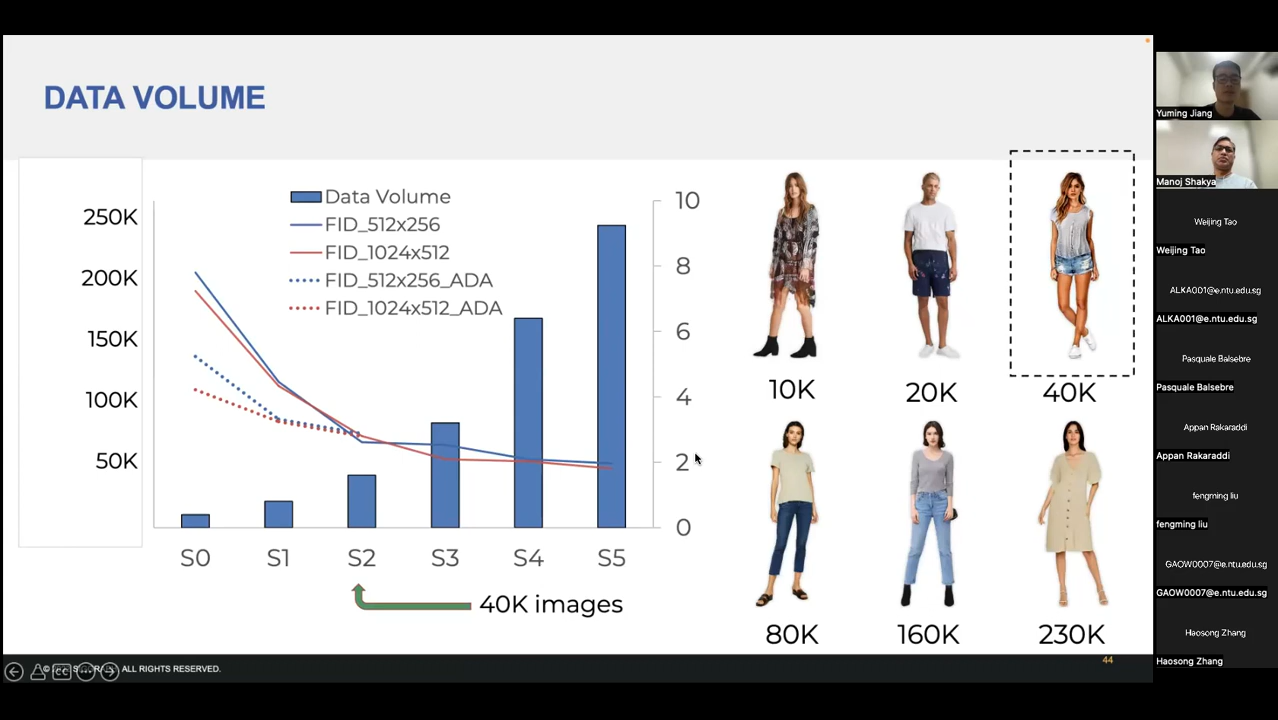 DATA VOLUME
250K
200K
150K
100K
50K
Data Volume
FID_512x256
FID_1024x512
FID_512x256_ADA
FID_1024x512_ADA
10
8
6
4
2
0
S0 S1 S2 S3 S4 S5
40K images
10K 20K 40K
80K 160K 230K
ALL RIGHTS RESERVED.
CC
44
Yuming Jiang
Manoj Shakya
Weijing Tao
Weijing Tao
ALKA001@e.ntu.edu.sg
ALKA001@e.ntu.edu.sg
Pasquale Balsebre
Pasquale Balsebre
Appan Rakaraddi
Appan Rakaraddi
fengming liu
fengming liu
GAOW0007@e.ntu.edu.sg
GAOW0007@e.ntu.edu.sg
Haosong Zhang
Haosong Zhang